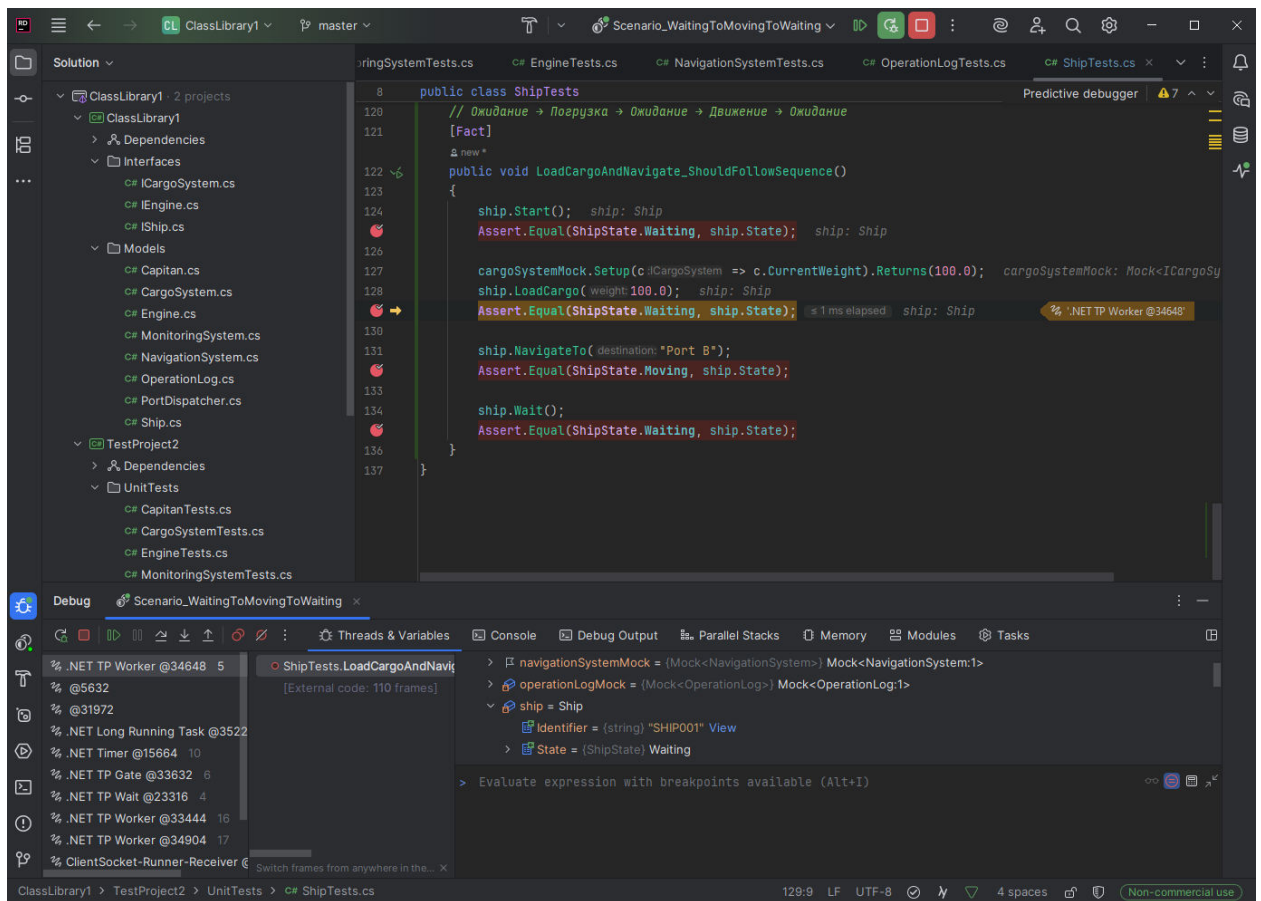 CL ClassLibrary1 master Scenario_WaitingToMovingToWaiting
Solution
ringSystemTests.cs C# EngineTests.cs C# NavigationSystemTests.cs C# OperationLogTests.cs C# ShipTests.cs
ClassLibrary1 · 2 projects
C# ClassLibrary1
Dependencies
Interfaces
C# ICargoSystem.cs
C# IEngine.cs
C# IShip.cs
Models
C# Capitan.cs
C# CargoSystem.cs
C# Engine.cs
C# MonitoringSystem.cs
C# NavigationSystem.cs
C# OperationLog.cs
C# PortDispatcher.cs
C# Ship.cs
C# TestProject2
Dependencies
UnitTests
C# CapitanTests.cs
C# CargoSystemTests.cs
C# EngineTests.cs
C# MonitoringSystemTests.cs
8 public class ShipTests Predictive debugger 7
120 // Ожидание → Погрузка → Ожидание → Движение → Ожидание
121 [Fact]
new *
122 public void LoadCargoAndNavigate_ShouldFollowSequence()
123 {
124 ship.Start(); ship: Ship
Assert.Equal(ShipState.Waiting, ship.State); ship: Ship
126
127 cargoSystemMock.Setup(c :ICargoSystem => c.CurrentWeight).Returns(100.0); cargoSystemMock: Mock<ICargoSy
128 ship.LoadCargo( weight: 100.0); ship: Ship
Assert.Equal(ShipState.Waiting, ship.State); ≤ 1 ms elapsed ship: Ship '.NET TP Worker @34648'
130
131 ship.NavigateTo( destination: "Port B");
Assert.Equal(ShipState.Moving, ship.State);
133
134 ship.Wait();
Assert.Equal(ShipState.Waiting, ship.State);
136 }
137 }
Debug Scenario_WaitingToMovingToWaiting
Threads & Variables Console Debug Output Parallel Stacks Memory Modules Tasks
.NET TP Worker @34648 5
@5632
@31972
.NET Long Running Task @3522
.NET Timer @15664 10
.NET TP Gate @33632 6
.NET TP Wait @23316 4
.NET TP Worker @33444 16
.NET TP Worker @34904 17
ClientSocket-Runner-Receiver @
ShipTests.LoadCargoAndNavig
[External code: 110 frames]
Switch frames from anywhere in the...
navigationSystemMock = {Mock<NavigationSystem>} Mock<NavigationSystem:1>
operationLogMock = {Mock<OperationLog>} Mock<OperationLog:1>
ship = Ship
Identifier = {string} "SHIP001" View
State = {ShipState} Waiting
> Evaluate expression with breakpoints available (Alt+I)
ClassLibrary1 > TestProject2 > UnitTests > C# ShipTests.cs 129:9 LF UTF-8 4 spaces Non-commercial use